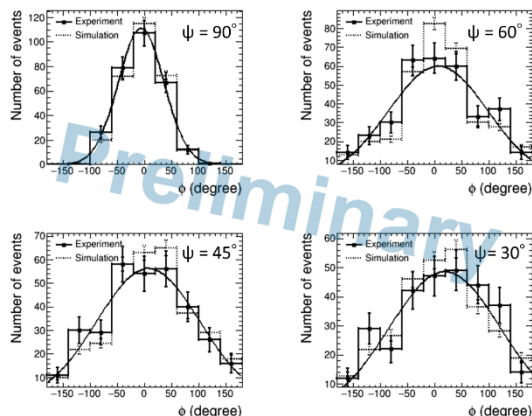 Experiment
Simulation
ψ = 90°
Number of events
120
100
80
60
40
20
0
−150 −100 −50 0 50 100 150
ϕ (degree)
Experiment
Simulation
ψ = 60°
Number of events
80
70
60
50
40
30
20
10
−150 −100 −50 0 50 100 150
ϕ (degree)
Preliminary
Experiment
Simulation
ψ= 45°
Number of events
70
60
50
40
30
20
10
−150 −100 −50 0 50 100 150
ϕ (degree)
Experiment
Simulation
ψ= 30°
Number of events
60
50
40
30
20
10
−150 −100 −50 0 50 100 150
ϕ (degree)